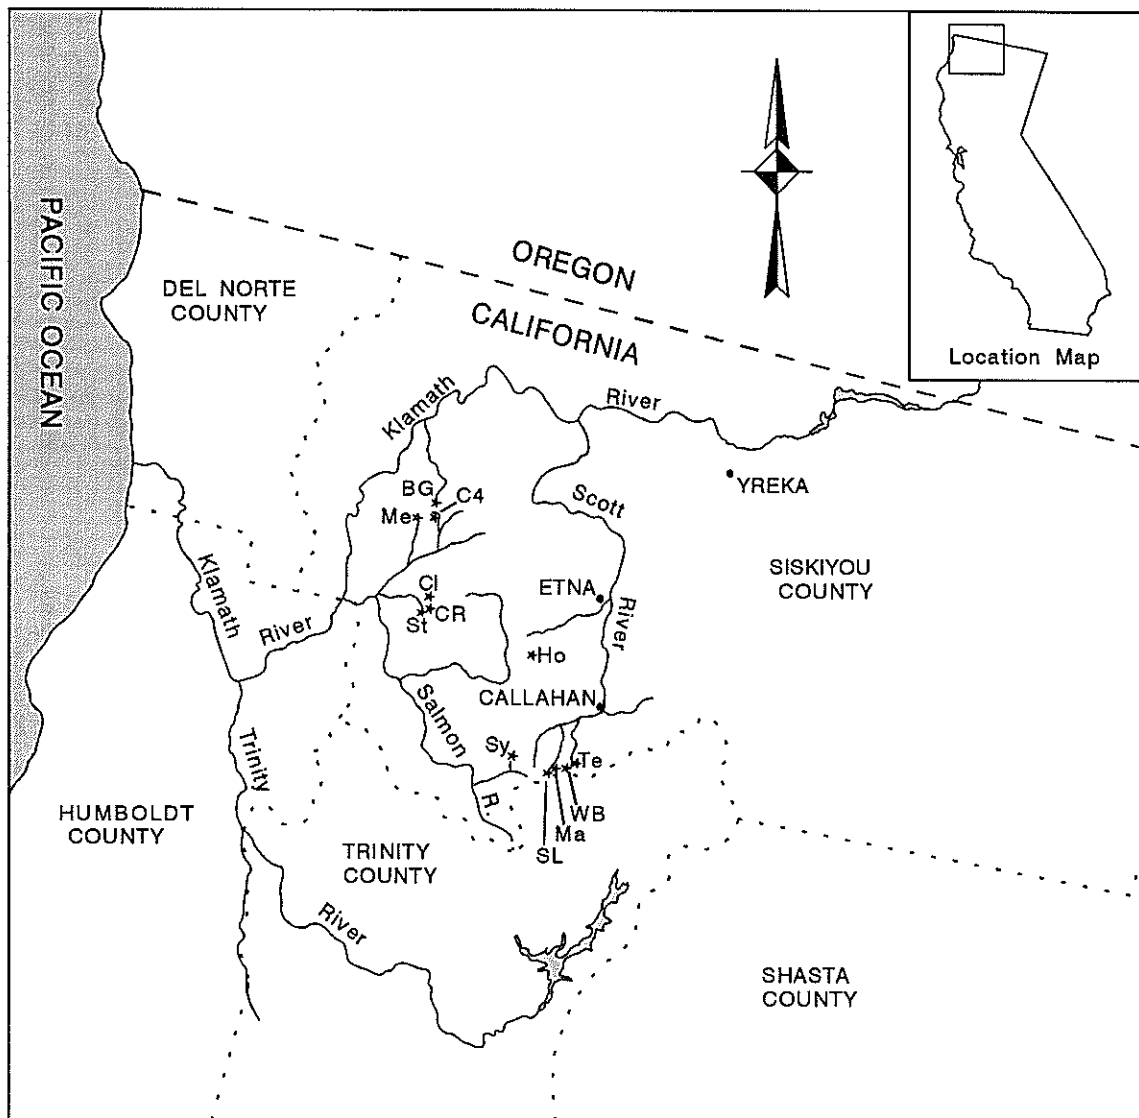 PACIFIC OCEAN
DEL NORTE
COUNTY
OREGON
CALIFORNIA
Location Map
Klamath
River
YREKA
BG
C4
Me
Scott
SISKIYOU
COUNTY
Klamath
River
Cl
CR
St
ETNA
River
Ho
CALLAHAN
Salmon
R.
Sy
Te
WB
Ma
SL
Trinity
River
HUMBOLDT
COUNTY
TRINITY
COUNTY
SHASTA
COUNTY